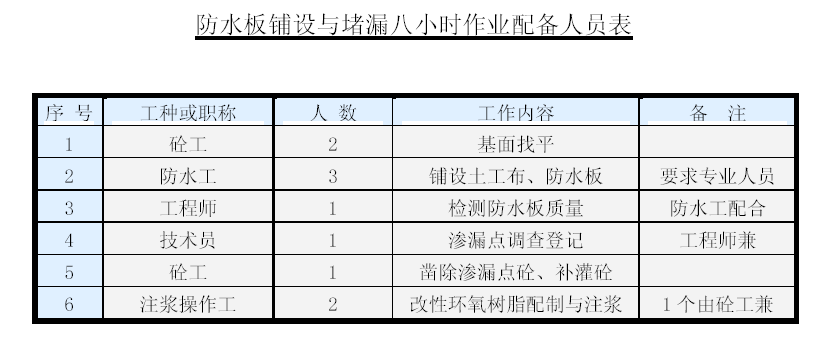 防水板铺设与堵漏八小时作业配备人员表
序 号 工种或职称 人 数 工作内容 备 注
1 砼工 2 基面找平
2 防水工 3 铺设土工布、防水板 要求专业人员
3 工程师 1 检测防水板质量 防水工配合
4 技术员 1 渗漏点调查登记 工程师兼
5 砼工 1 凿除渗漏点砼、补灌砼
6 注浆操作工 2 改性环氧树脂配制与注浆 1个由砼工兼